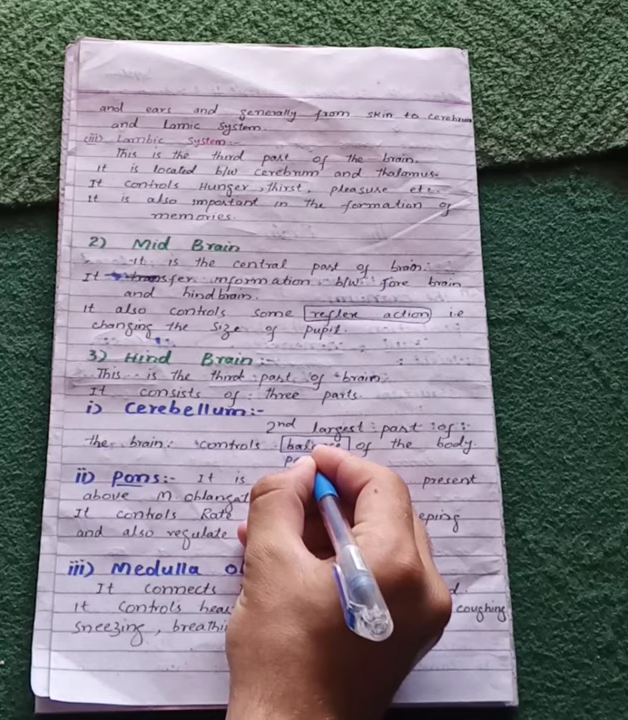 and ears and generally from skin to cerebrum
and Lamic System.
(iii) Lambic System:-
This is the third part of the brain.
It is located b/w cerebrum and thalamus.
It controls Hunger, thirst, pleasure etc.
It is also important in the formation of
memories.
2) Mid Brain
It is the central part of brain.
It transfer information b/w fore brain
and hindbrain.
It also controls some reflex action i.e
changing the size of pupil.
3) Hind Brain:-
This is the third part of brain.
It consists of three parts.
i) Cerebellum:-
2nd largest part of
the brain. controls of the body
ii) Pons:- It is present
above M oblangat
It controls Rate eping
and also regulate
iii) Medulla o
It connects
It controls hea coughing
sneezing, breathi